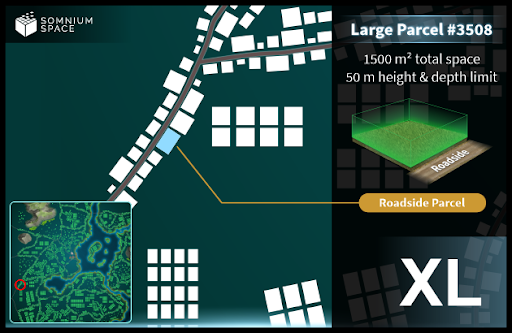 SOMNIUM
SPACE
Large Parcel #3508
1500 m² total space
50 m height & depth limit
Roadside
Roadside Parcel
XL